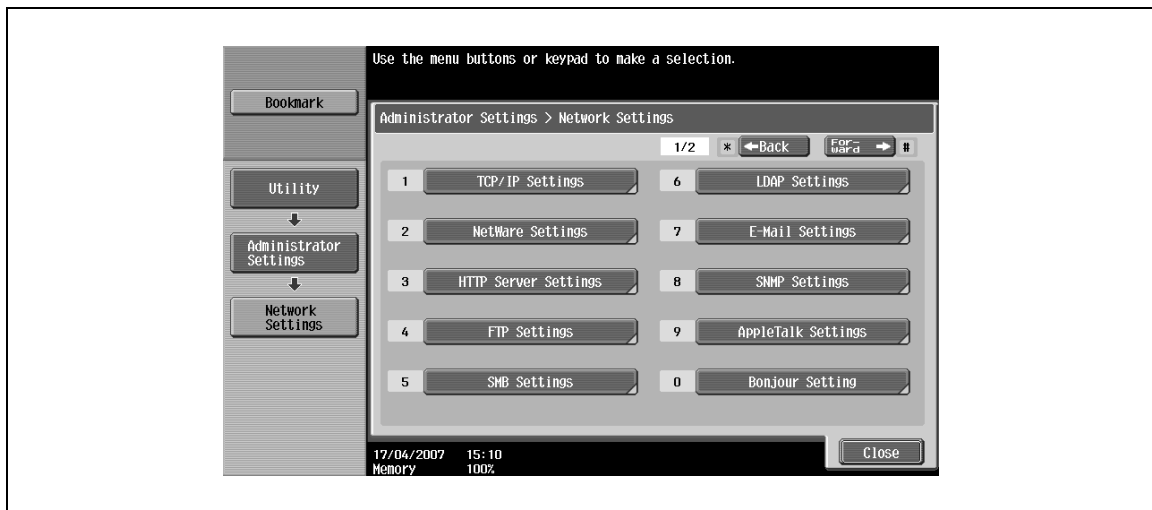 Use the menu buttons or keypad to make a selection.
Bookmark
Administrator Settings > Network Settings
1/2 * ←Back For-
ward → #
Utility
Administrator
Settings
Network
Settings
1 TCP/IP Settings
2 NetWare Settings
3 HTTP Server Settings
4 FTP Settings
5 SMB Settings
6 LDAP Settings
7 E-Mail Settings
8 SNMP Settings
9 AppleTalk Settings
0 Bonjour Setting
17/04/2007 15:10
Memory 100%
Close